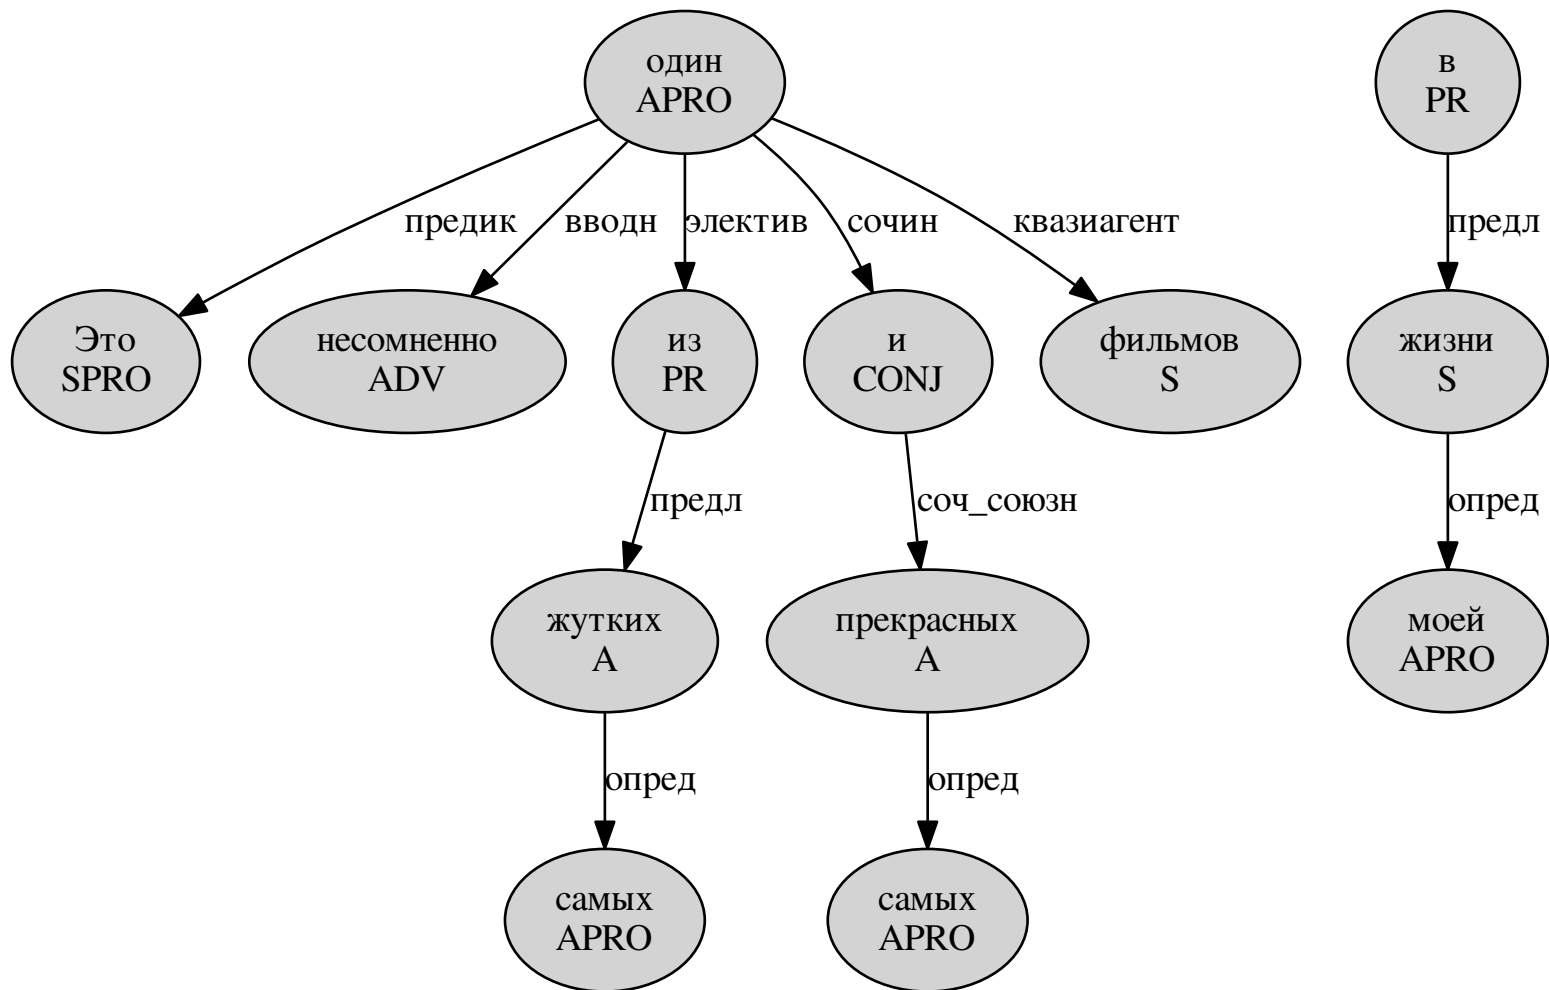 один
APRO
в
PR
предик
вводн
электив
сочин
квазиагент
предл
Это
SPRO
несомненно
ADV
из
PR
и
CONJ
фильмов
S
жизни
S
предл
соч_союзн
опред
жутких
A
прекрасных
A
моей
APRO
опред
опред
самых
APRO
самых
APRO